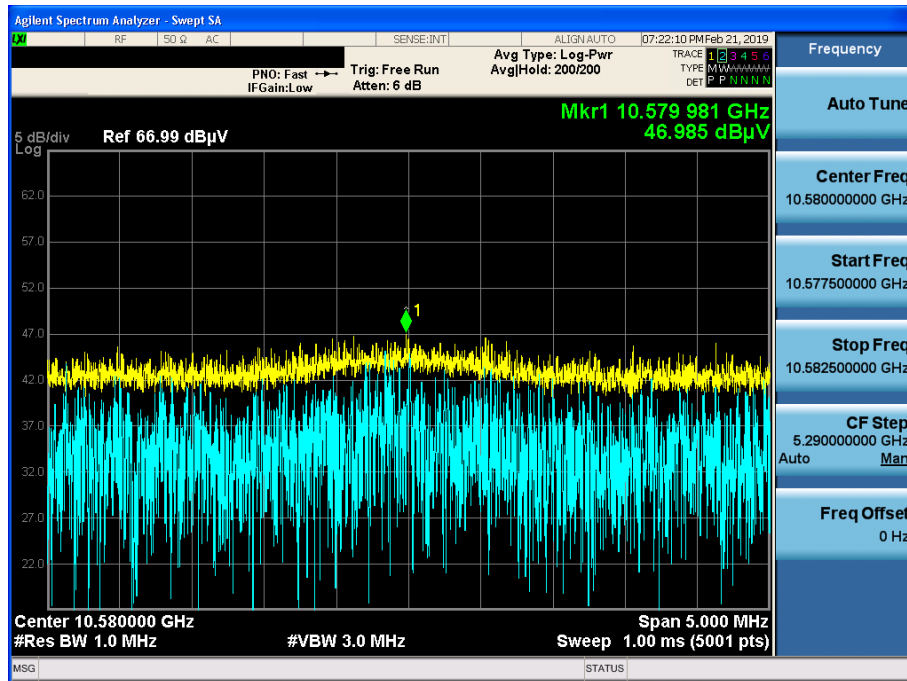 Agilent Spectrum Analyzer - Swept SA
LXI RF 50 Ω AC SENSE:INT ALIGN AUTO 07:22:10 PM Feb 21, 2019
PNO: Fast Trig: Free Run Avg Type: Log-Pwr TRACE 1 2 3 4 5 6
IFGain:Low Atten: 6 dB Avg|Hold: 200/200 TYPE M W W W W W
DET P P N N N N
Mkr1 10.579 981 GHz
46.985 dBµV
5 dB/div Ref 66.99 dBµV
Log
62.0
57.0
52.0
1
47.0
42.0
37.0
32.0
27.0
22.0
Center 10.580000 GHz Span 5.000 MHz
#Res BW 1.0 MHz #VBW 3.0 MHz Sweep 1.00 ms (5001 pts)
MSG STATUS
Frequency
Auto Tune
Center Freq
10.580000000 GHz
Start Freq
10.577500000 GHz
Stop Freq
10.582500000 GHz
CF Step
5.290000000 GHz
Auto Man
Freq Offset
0 Hz